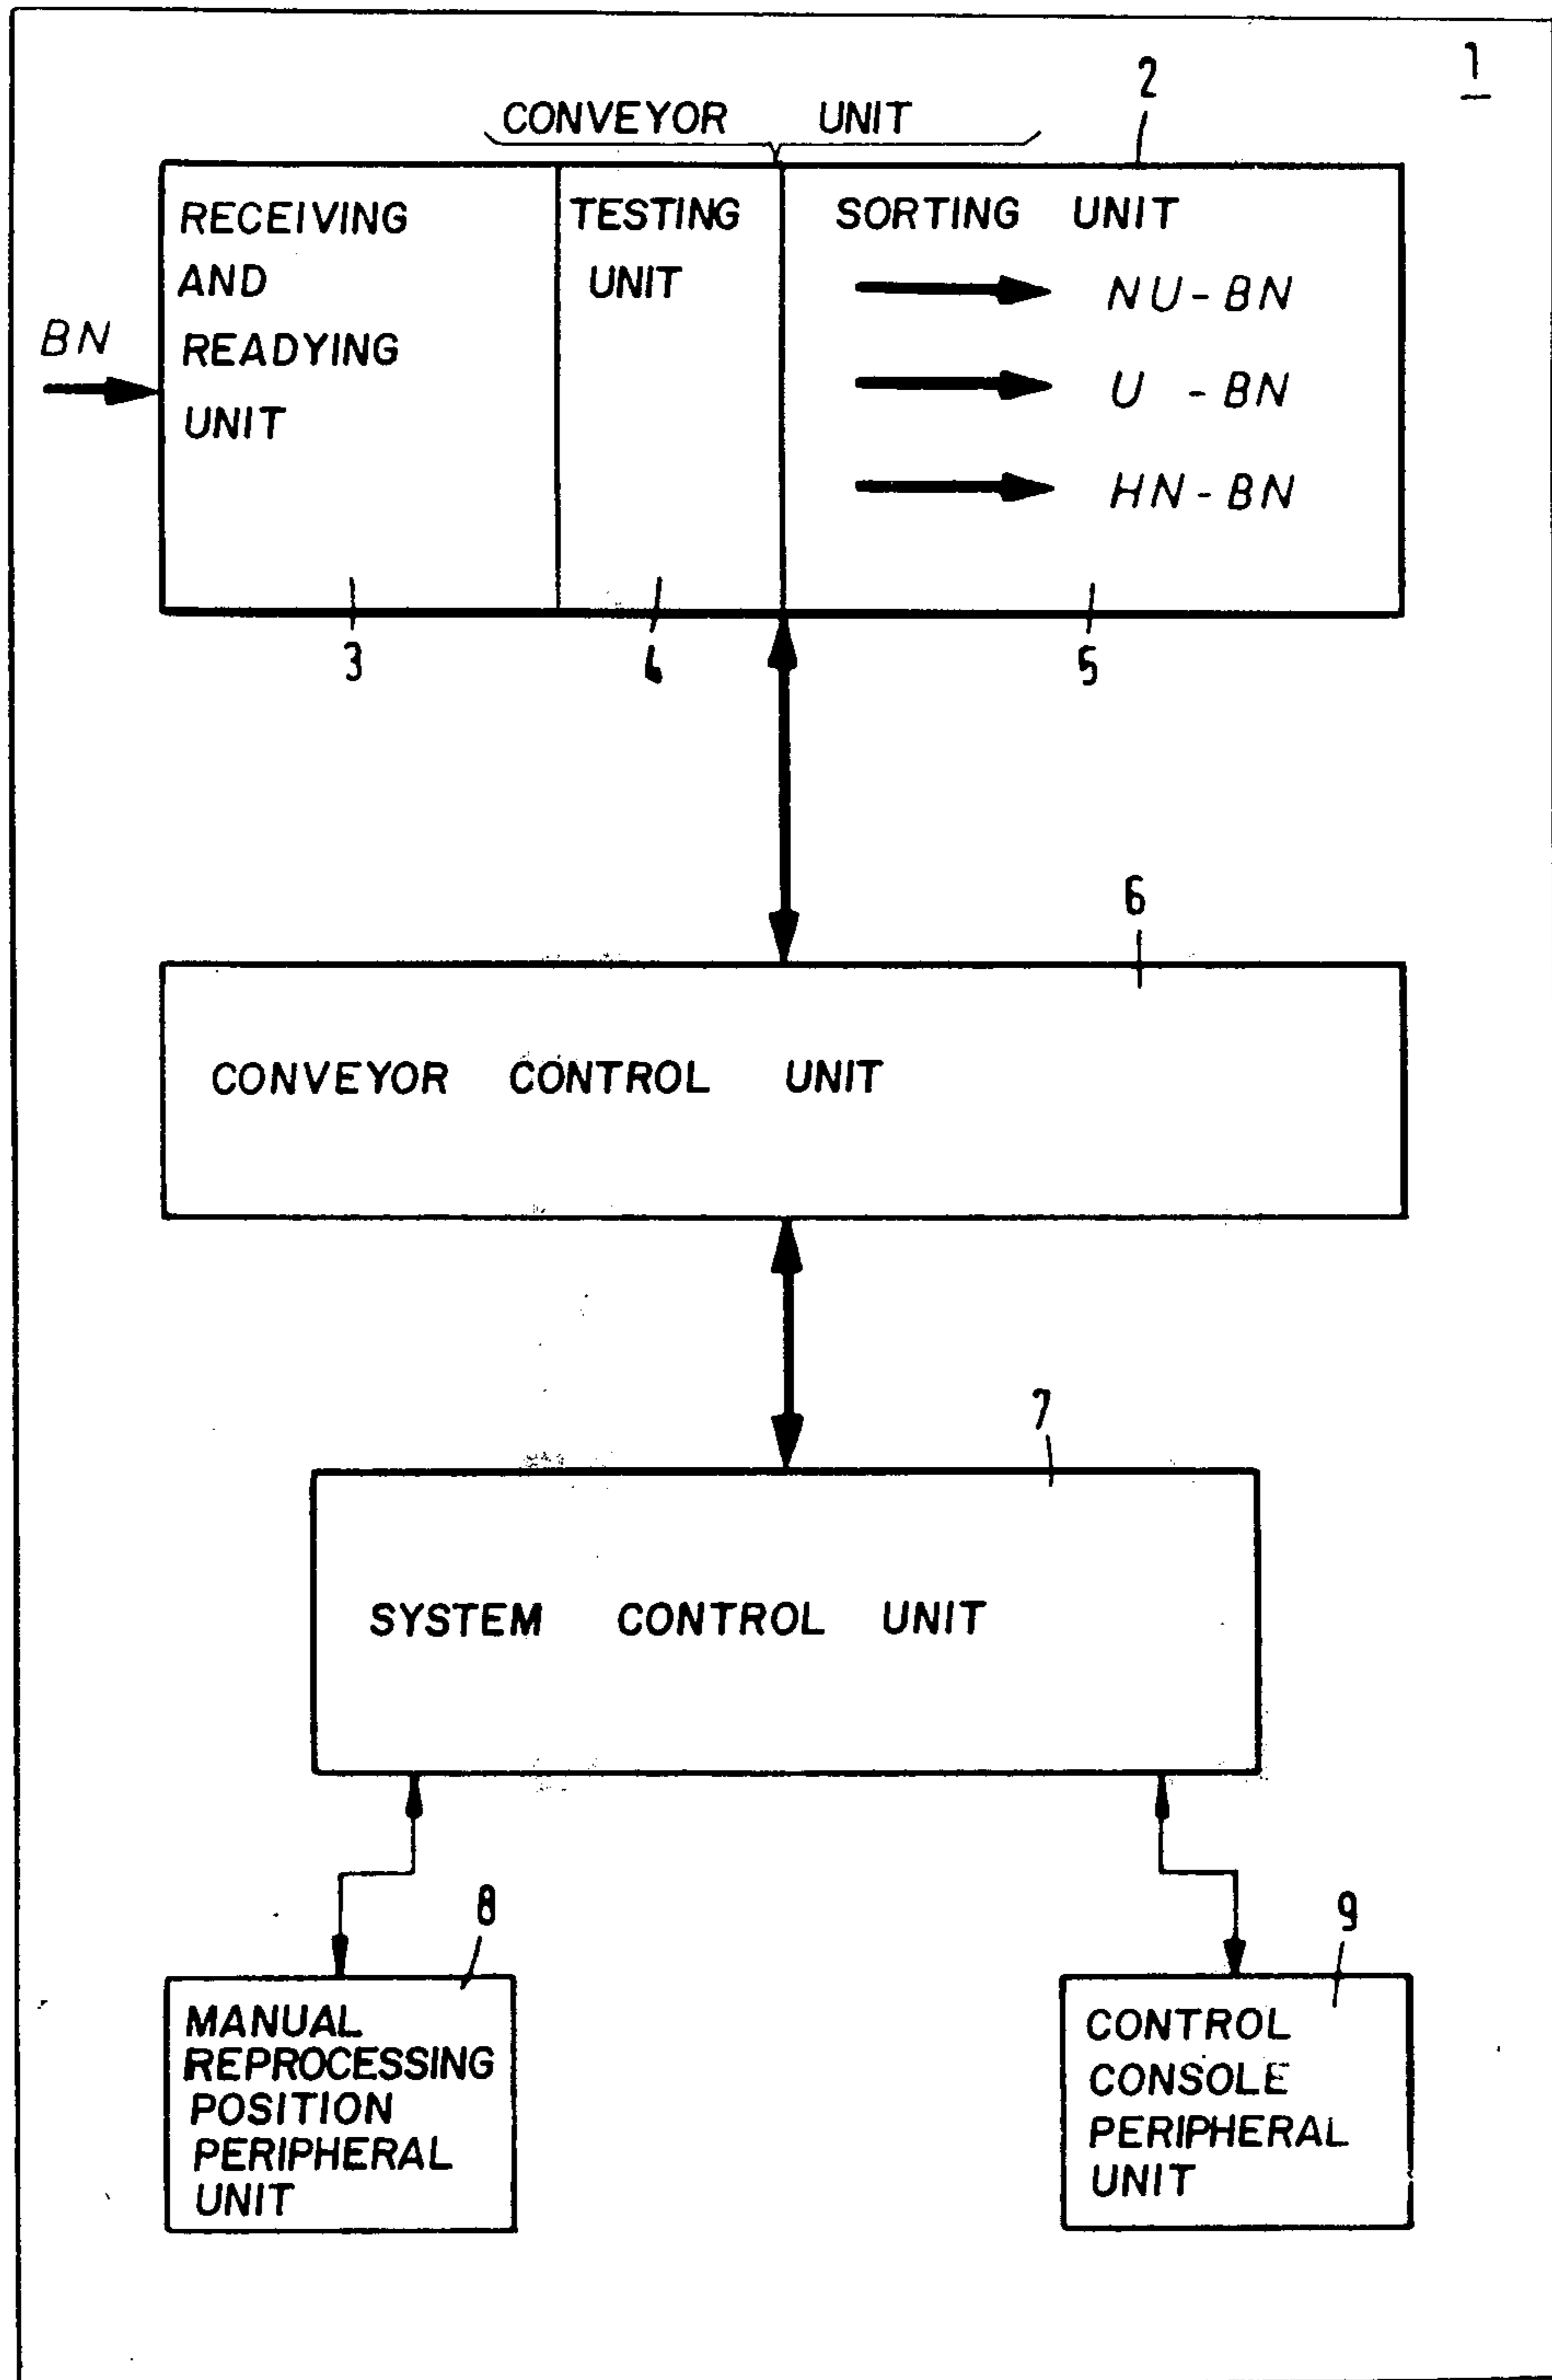 1
2
CONVEYOR UNIT
RECEIVING
AND
READYING
UNIT
TESTING
UNIT
SORTING UNIT
NU-BN
U -BN
HN-BN
BN
3
4
5
6
CONVEYOR CONTROL UNIT
7
SYSTEM CONTROL UNIT
8
MANUAL
REPROCESSING
POSITION
PERIPHERAL
UNIT
9
CONTROL
CONSOLE
PERIPHERAL
UNIT